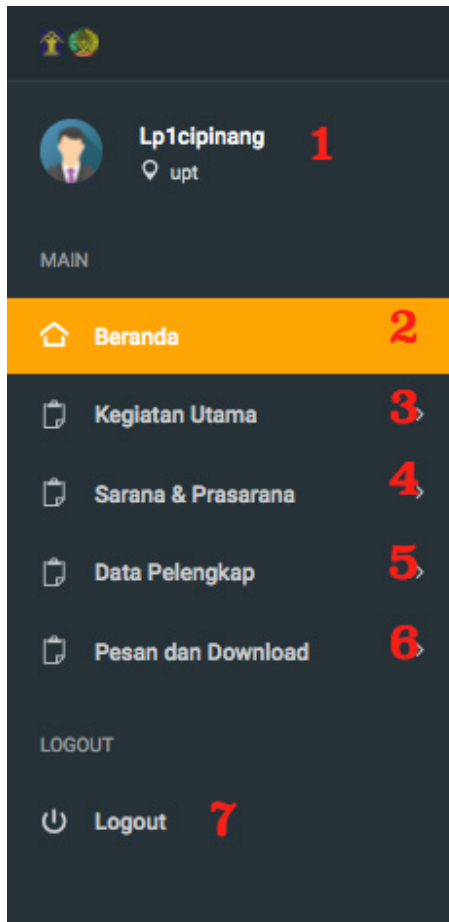 Lp1cipinang 1
upt
MAIN
Beranda 2
Kegiatan Utama 3
Sarana & Prasarana 4
Data Pelengkap 5
Pesan dan Download 6
LOGOUT
Logout 7